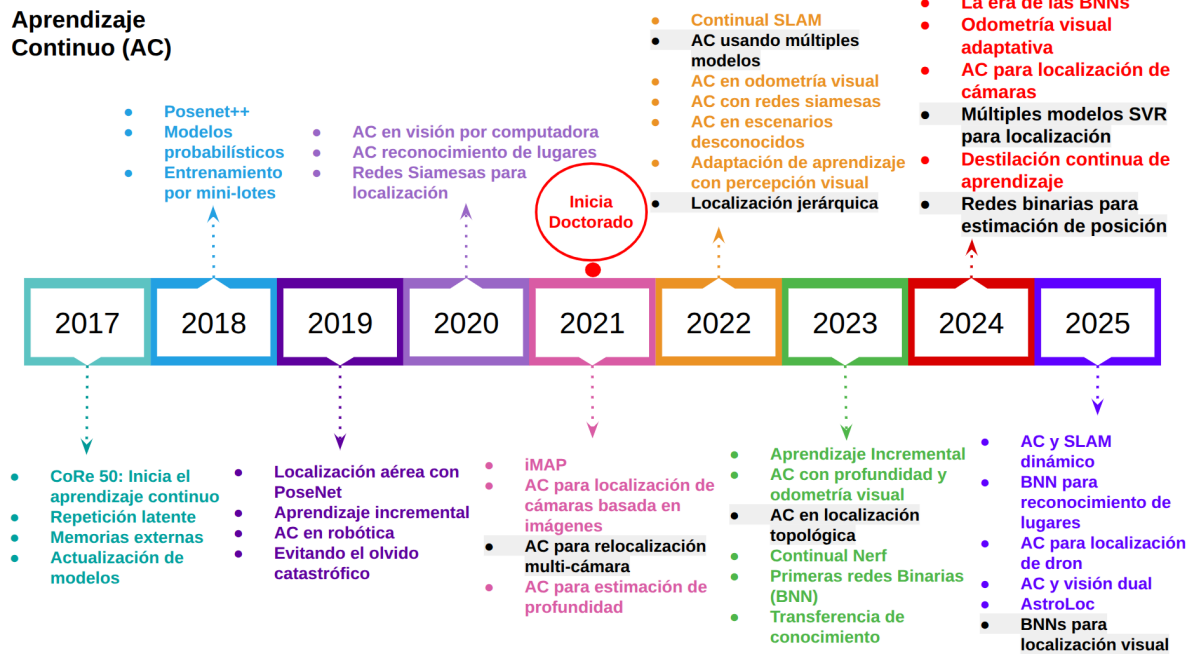 Aprendizaje
Continuo (AC)
● Posenet++
● Modelos
probabilísticos
● Entrenamiento
por mini-lotes
● AC en visión por computadora
● AC reconocimiento de lugares
● Redes Siamesas para
localización
Inicia
Doctorado
● Continual SLAM
● AC usando múltiples
modelos
● AC en odometría visual
● AC con redes siamesas
● AC en escenarios
desconocidos
● Adaptación de aprendizaje
con percepción visual
● Localización jerárquica
● La era de las BNNs
● Odometría visual
adaptativa
● AC para localización de
cámaras
● Múltiples modelos SVR
para localización
● Destilación continua de
aprendizaje
● Redes binarias para
estimación de posición
2017
2018
2019
2020
2021
2022
2023
2024
2025
● CoRe 50: Inicia el
aprendizaje continuo
● Repetición latente
● Memorias externas
● Actualización de
modelos
● Localización aérea con
PoseNet
● Aprendizaje incremental
● AC en robótica
● Evitando el olvido
catastrófico
● iMAP
● AC para localización de
cámaras basada en
imágenes
● AC para relocalización
multi-cámara
● AC para estimación de
profundidad
● Aprendizaje Incremental
● AC con profundidad y
odometría visual
● AC en localización
topológica
● Continual Nerf
● Primeras redes Binarias
(BNN)
● Transferencia de
conocimiento
● AC y SLAM
dinámico
● BNN para
reconocimiento de
lugares
● AC para localización
de dron
● AC y visión dual
● AstroLoc
● BNNs para
localización visual